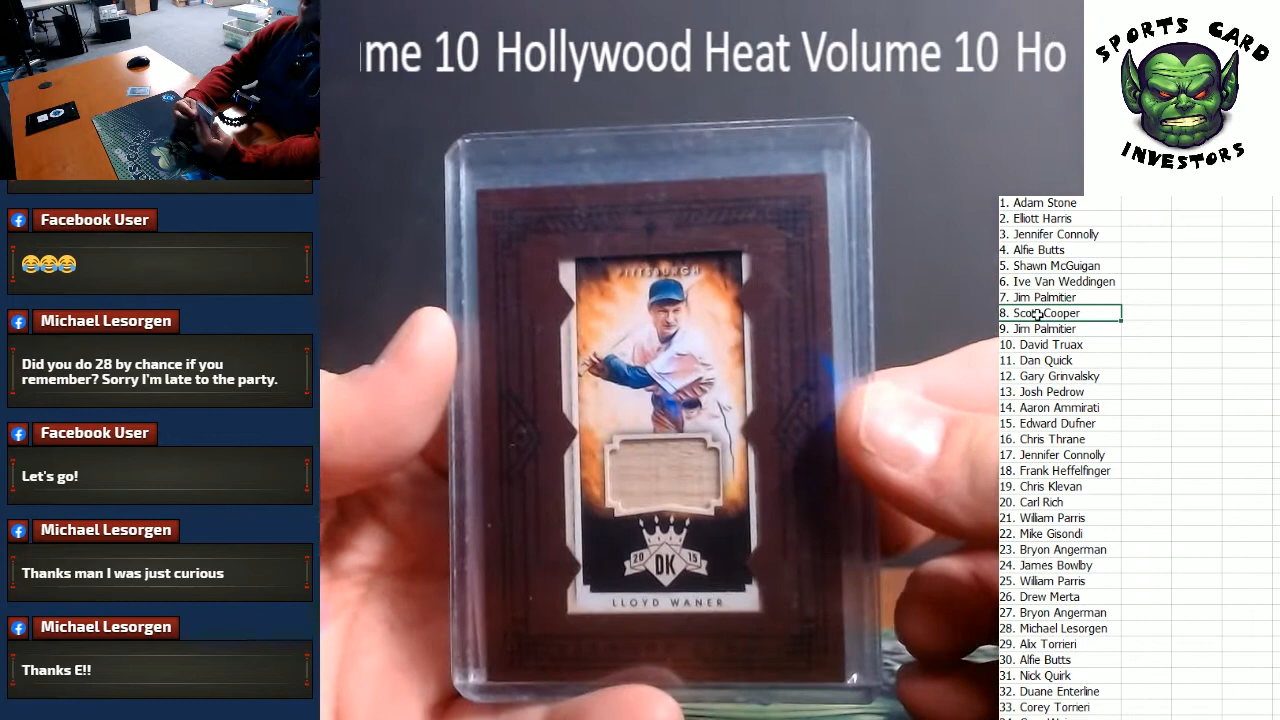 me 10 Hollywood Heat Volume 10 Ho
SPORTS CARD
INVESTORS
Facebook User
😂😂😂
Michael Lesorgen
Did you do 28 by chance if you
remember? Sorry I'm late to the party.
Facebook User
Let's go!
Michael Lesorgen
Thanks man I was just curious
Michael Lesorgen
Thanks E!!
PITTSBURGH
20 DK 15
LLOYD WANER
1. Adam Stone
2. Elliott Harris
3. Jennifer Connolly
4. Alfie Butts
5. Shawn McGuigan
6. Ive Van Weddingen
7. Jim Palmitier
8. Scott Cooper
9. Jim Palmitier
10. David Truax
11. Dan Quick
12. Gary Grinvalsky
13. Josh Pedrow
14. Aaron Ammirati
15. Edward Dufner
16. Chris Thrane
17. Jennifer Connolly
18. Frank Heffelfinger
19. Chris Klevan
20. Carl Rich
21. William Parris
22. Mike Gisondi
23. Bryon Angerman
24. James Bowlby
25. Wiliam Parris
26. Drew Merta
27. Bryon Angerman
28. Michael Lesorgen
29. Alix Torrieri
30. Alfie Butts
31. Nick Quirk
32. Duane Enterline
33. Corey Torrieri